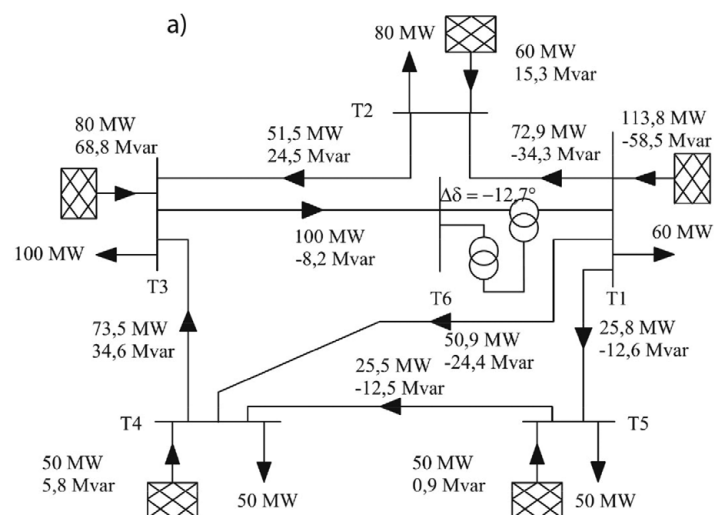 a)
80 MW
60 MW
15,3 Mvar
T2
80 MW
68,8 Mvar
51,5 MW
24,5 Mvar
72,9 MW
-34,3 Mvar
113,8 MW
-58,5 Mvar
Δδ = −12,7°
100 MW
-8,2 Mvar
100 MW
60 MW
T3
T6
T1
73,5 MW
34,6 Mvar
50,9 MW
-24,4 Mvar
25,8 MW
-12,6 Mvar
25,5 MW
-12,5 Mvar
T4
T5
50 MW
5,8 Mvar
50 MW
50 MW
0,9 Mvar
50 MW